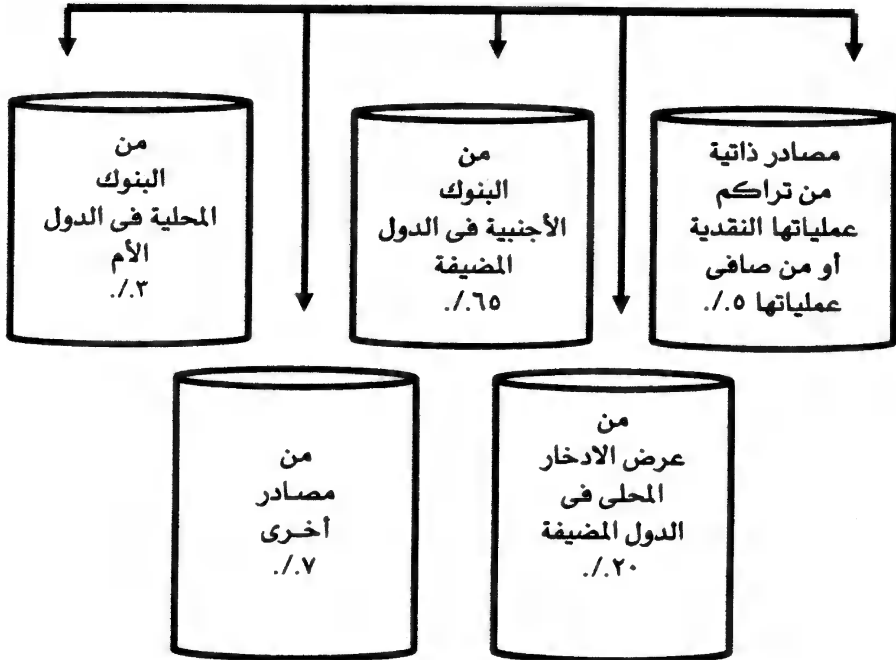 مصادر ذاتية
من تراكم
عملياتها النقدية
أو من صافى
عملياتها ٥./.
من
البنوك
الأجنبية فى الدول
المضيفة
٦٥./.
من
البنوك
المحلية فى الدول
الأم
٣./.
من
عرض الادخار
المحلى فى
الدول المضيفة
٢٠./.
من
مصادر
أخرى
٧./.